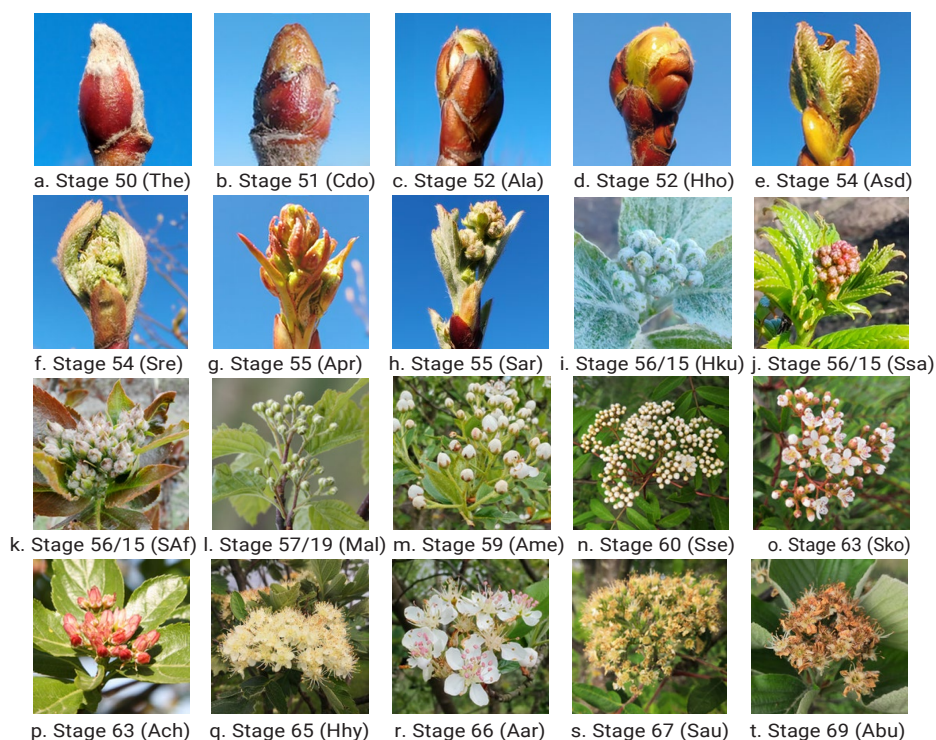 a. Stage 50 (The) b. Stage 51 (Cdo) c. Stage 52 (Ala) d. Stage 52 (Hho) e. Stage 54 (Asd)
f. Stage 54 (Sre) g. Stage 55 (Apr) h. Stage 55 (Sar) i. Stage 56/15 (Hku) j. Stage 56/15 (Ssa)
k. Stage 56/15 (SAf) l. Stage 57/19 (Mal) m. Stage 59 (Ame) n. Stage 60 (Sse) o. Stage 63 (Sko)
p. Stage 63 (Ach) q. Stage 65 (Hhy) r. Stage 66 (Aar) s. Stage 67 (Sau) t. Stage 69 (Abu)